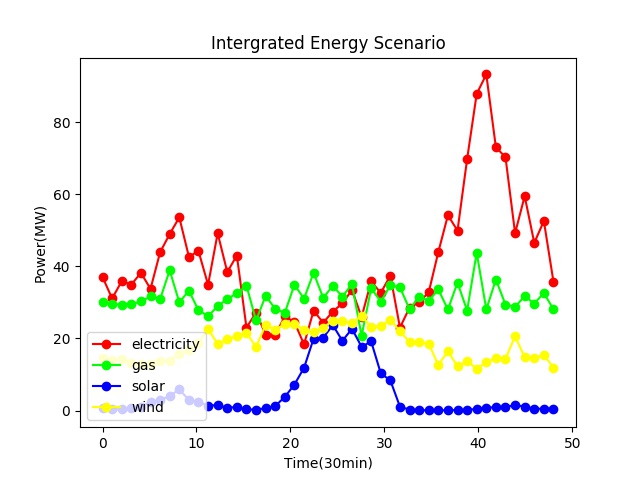 Intergrated Energy Scenario
Power(MW)
80
60
40
20
0
electricity
gas
solar
wind
0 10 20 30 40 50
Time(30min)